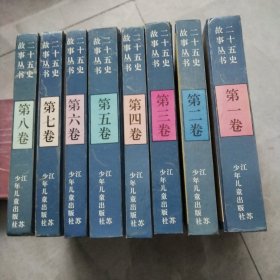 二十五史
故事丛书
第一卷
江苏
少年儿童出版社
二十五史
故事丛书
第二卷
江苏
少年儿童出版社
二十五史
故事丛书
第三卷
江苏
少年儿童出版社
二十五史
故事丛书
第四卷
江苏
少年儿童出版社
二十五史
故事丛书
第五卷
江苏
少年儿童出版社
二十五史
故事丛书
第六卷
江苏
少年儿童出版社
二十五史
故事丛书
第七卷
江苏
少年儿童出版社
二十五史
故事丛书
第八卷
江苏
少年儿童出版社